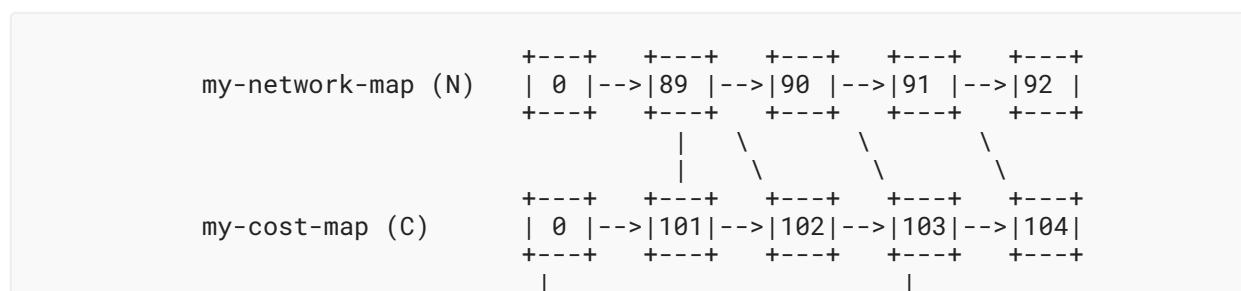 +---+   +---+   +---+   +---+   +---+
my-network-map (N)   | 0 |-->|89 |-->|90 |-->|91 |-->|92 |
                     +---+   +---+   +---+   +---+   +---+
                               |   \       \       \
                               |    \       \       \
                     +---+   +---+   +---+   +---+   +---+
my-cost-map (C)      | 0 |-->|101|-->|102|-->|103|-->|104|
                     +---+   +---+   +---+   +---+   +---+
                      |                       |